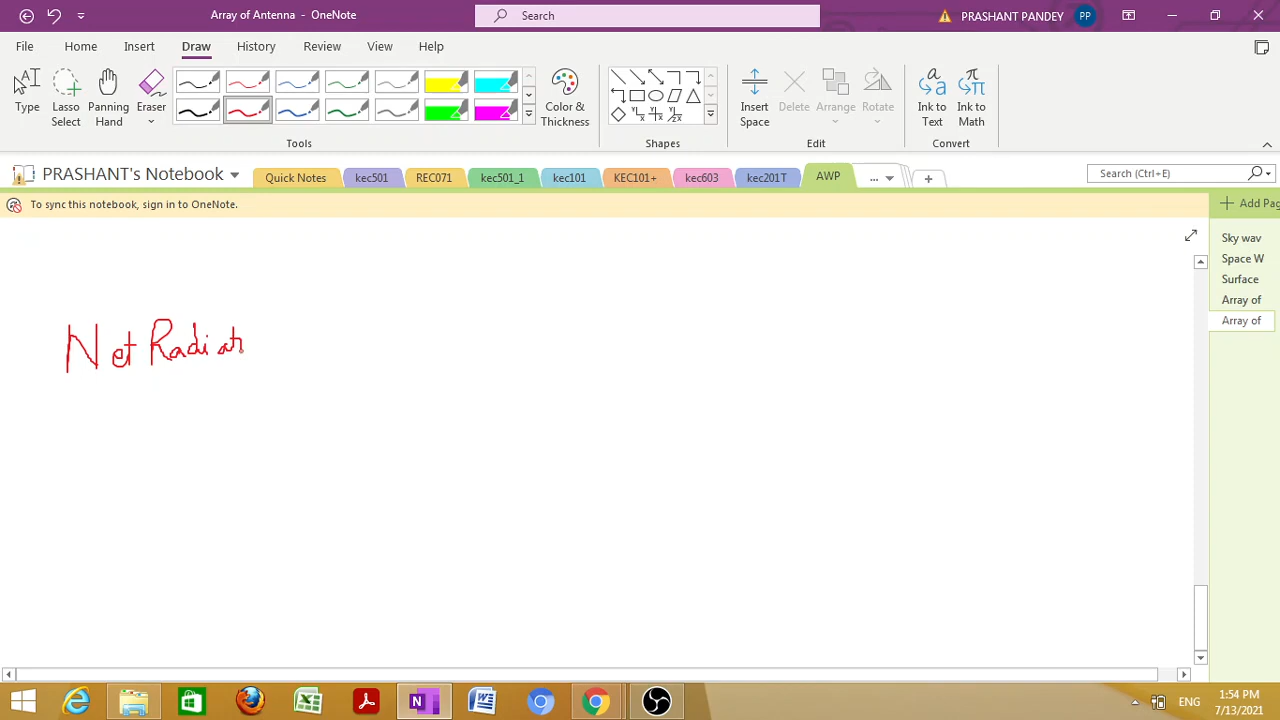 Array of Antenna - OneNote
Search
PRASHANT PANDEY PP
File Home Insert Draw History Review View Help
Type
Lasso Select
Panning Hand
Eraser
Color & Thickness
Insert Space
Delete
Arrange
Rotate
Ink to Text
Ink to Math
Tools
Shapes
Edit
Convert
PRASHANT's Notebook
Quick Notes kec501 REC071 kec501_1 kec101 KEC101+ kec603 kec201T AWP ...
Search (Ctrl+E)
To sync this notebook, sign in to OneNote.
Add Pag
Sky wav
Space W
Surface
Array of
Array of
Net Radiati
ENG
1:54 PM
7/13/2021